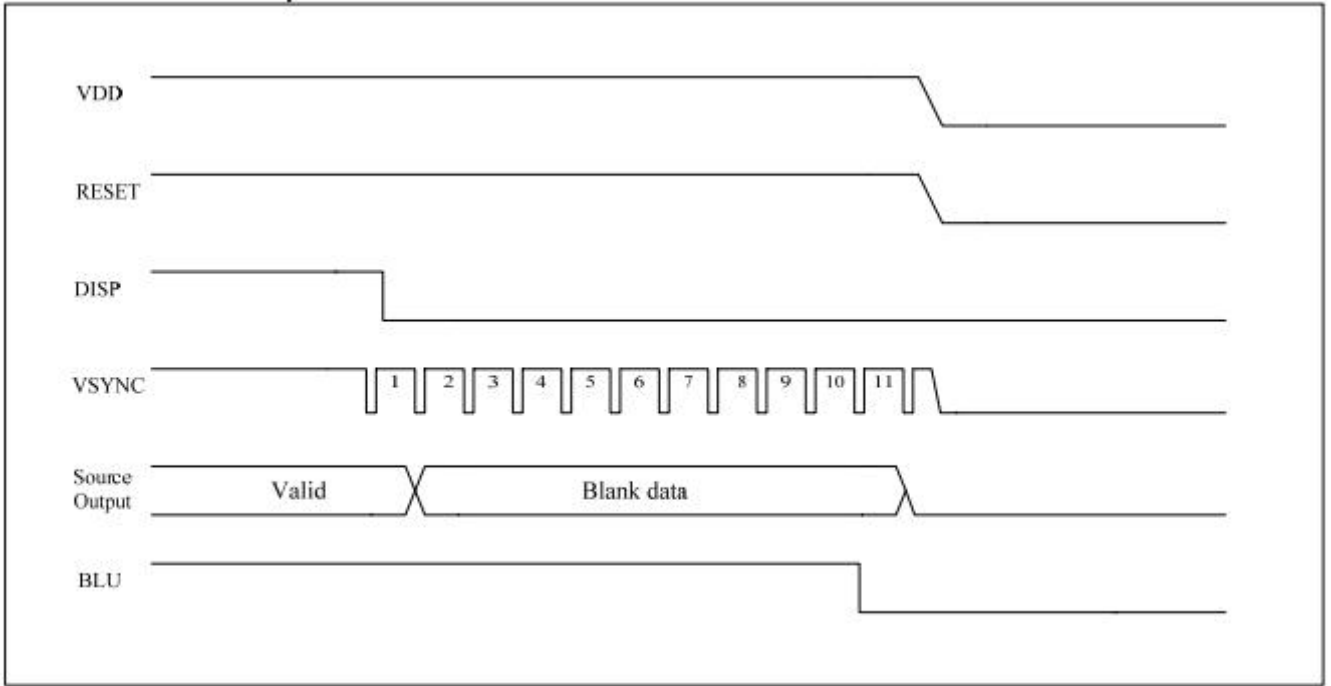 VDD
RESET
DISP
VSYNC 1 2 3 4 5 6 7 8 9 10 11
Source
Output
Valid Blank data
BLU